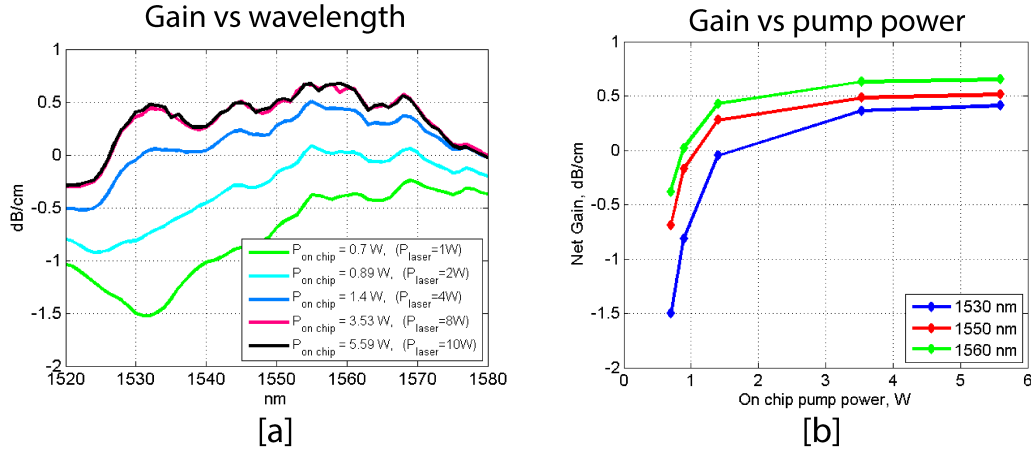 Gain vs wavelength
1
0.5
0
-0.5
-1
-1.5
-2
dB/cm
P on chip = 0.7 W, (P laser=1W)
P on chip = 0.89 W, (P laser=2W)
P on chip = 1.4 W, (P laser=4W)
P on chip = 3.53 W, (P laser=8W)
P on chip = 5.59 W, (P laser=10W)
1520 1530 1540 1550 1560 1570 1580
nm
[a]
Gain vs pump power
1
0.5
0
-0.5
-1
-1.5
-2
Net Gain, dB/cm
1530 nm
1550 nm
1560 nm
0 1 2 3 4 5 6
On chip pump power, W
[b]